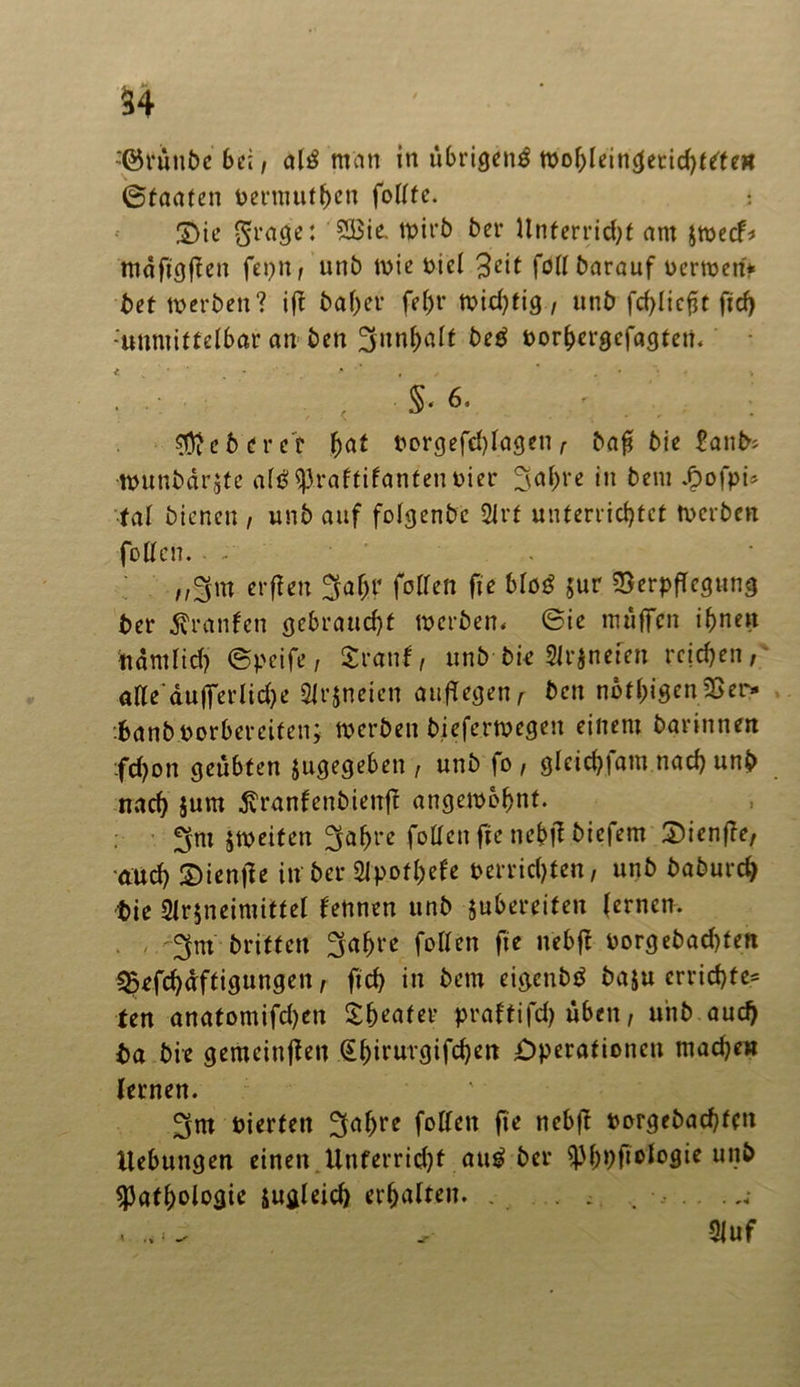 34
Gründe bei, als man in übrigens wohleingerichteten
Staaten vermuthen sollte.
Die Frage: Wie wird der Unterricht am zweck-
mäsigsten seyn, und wie viel Zeit soll darauf verwen-
det werden? ist daher sehr wichtig, und schließt sich
unmittelbar an den Innhalt des vorhergesagten.
§. 6.
Mederer hat vorgeschlagen, daß die Land-
wundärzte als Praktikanten vier Jahre in dem Hospi-
tal dienen, und auf folgende Art unterrichtet werden
sollen.
„Im ersten Jahr sollen sie blos zur Verpflegung
der Kranken gebraucht werden. Sie müssen ihnen
nämlich Speise, Trank, und die Arzneien reichen,
alle äusserliche Arzneien auflegen, den nöthigen Ver-
band vorbereiten; werden dieserwegen einem darinnen
schon geübten zugegeben, und so, gleichsam nach und
nach zum Krankendienst angewöhnt.
Im zweiten Jahre sollen sie nebst diesem Dienste,
auch Dienste in der Apotheke verrichten, und dadurch
die Arzneimittel kennen und zubereiten lernen.
Im dritten Jahre sollen sie nebst vorgedachten
Beschäftigungen, sich in dem eigends dazu errichte-
ten anatomischen Theater praktisch üben, und auch
da die gemeinsten Chirurgischen Operationen machen
lernen.
Im vierten Jahre sollen sie nebst vorgedachten
Uebungen einen Unterricht aus der Physiologie und
Pathologie zugleich erhalten.
Auf